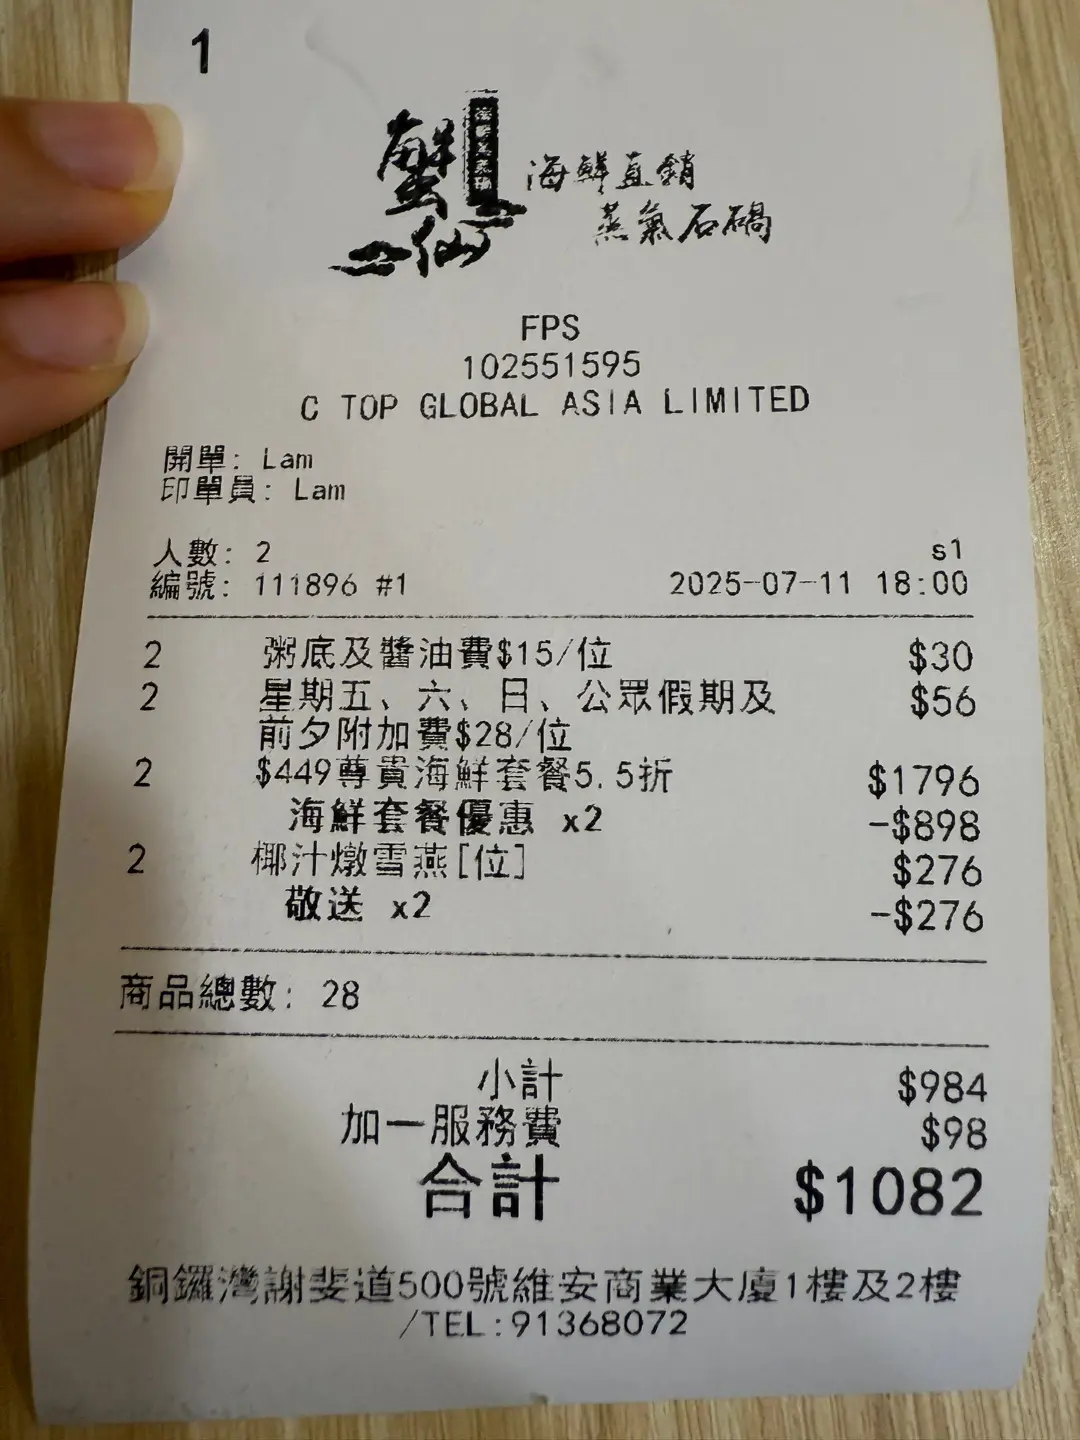 1
蟹仙
海鮮直銷
蒸氣石鍋
FPS
102551595
C TOP GLOBAL ASIA LIMITED
開單: Lam
印單員: Lam
人數: 2 s1
編號: 111896 #1 2025-07-11 18:00
2 粥底及醬油費$15/位 $30
2 星期五、六、日、公眾假期及 $56
前夕附加費$28/位
2 $449尊貴海鮮套餐5.5折 $1796
海鮮套餐優惠 x2 -$898
2 椰汁燉雪燕[位] $276
敬送 x2 -$276
商品總數: 28
小計 $984
加一服務費 $98
合計 $1082
銅鑼灣謝斐道500號維安商業大廈1樓及2樓
/TEL:91368072